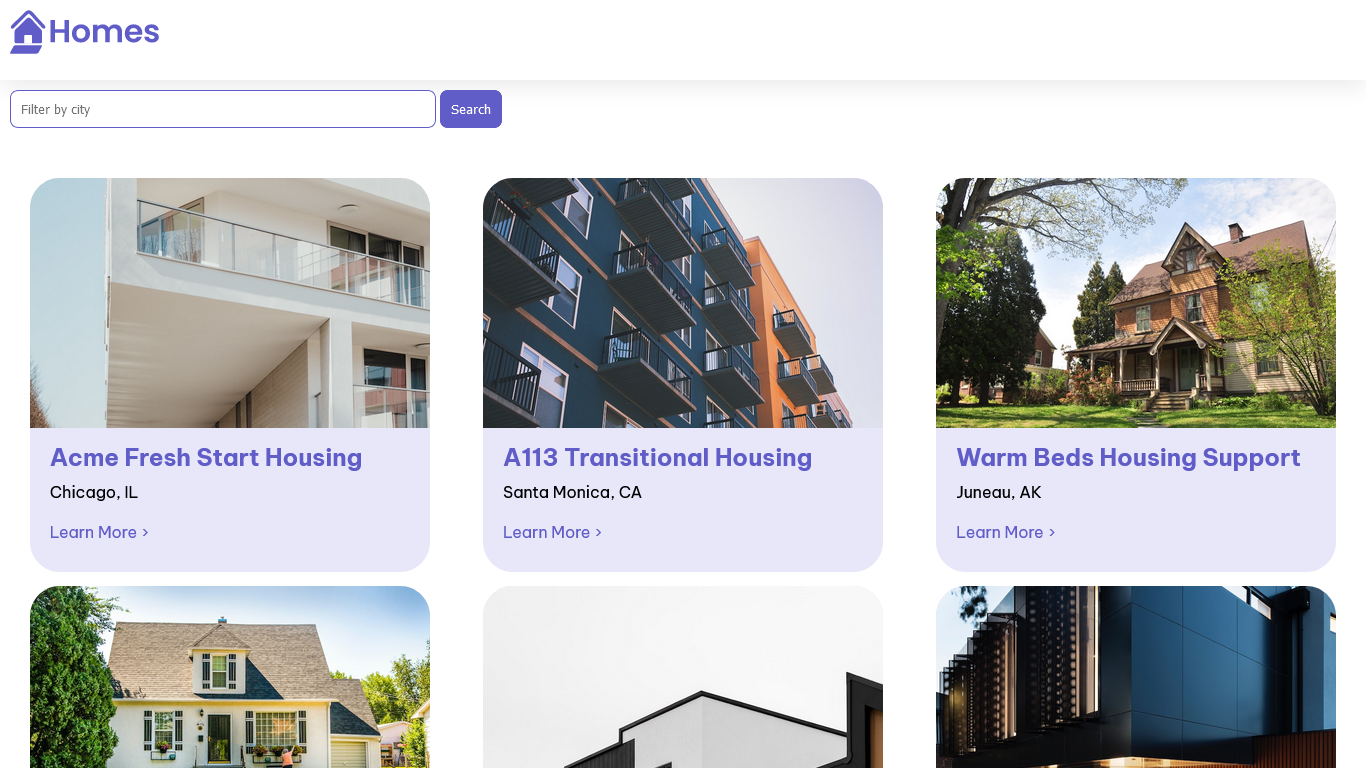 Homes
Filter by city
Search
Acme Fresh Start Housing
Chicago, IL
Learn More >
A113 Transitional Housing
Santa Monica, CA
Learn More >
Warm Beds Housing Support
Juneau, AK
Learn More >